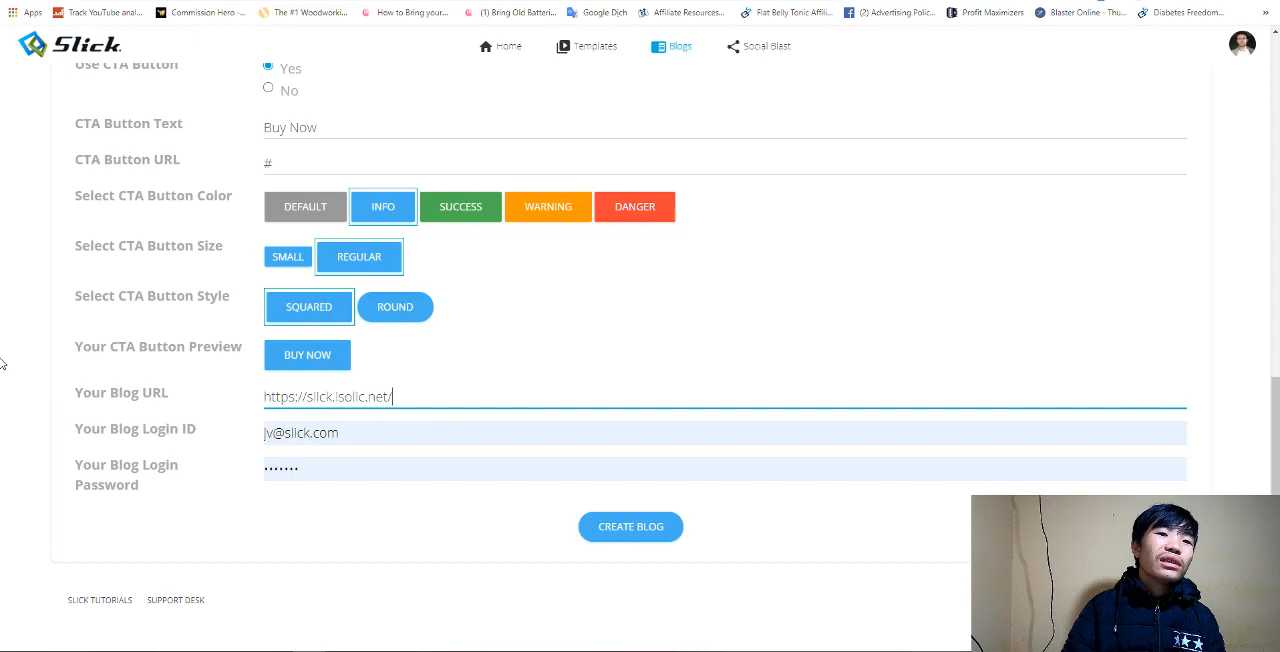 Apps Track YouTube anal... Commission Hero -... The #1 Woodworki... How to Bring your... (1) Bring Old Batteri... Google Dịch Affiliate Resources... Flat Belly Tonic Affili... (2) Advertising Polic... Profit Maximizers Blaster Online - Thu... Diabetes Freedom... »
Slick Home Templates Blogs Social Blast
Use CTA Button
Yes
No
CTA Button Text Buy Now
CTA Button URL #
Select CTA Button Color DEFAULT INFO SUCCESS WARNING DANGER
Select CTA Button Size SMALL REGULAR
Select CTA Button Style SQUARED ROUND
Your CTA Button Preview BUY NOW
Your Blog URL https://slick.isolic.net/
Your Blog Login ID jv@slick.com
Your Blog Login
Password •••••••
CREATE BLOG
SLICK TUTORIALS SUPPORT DESK